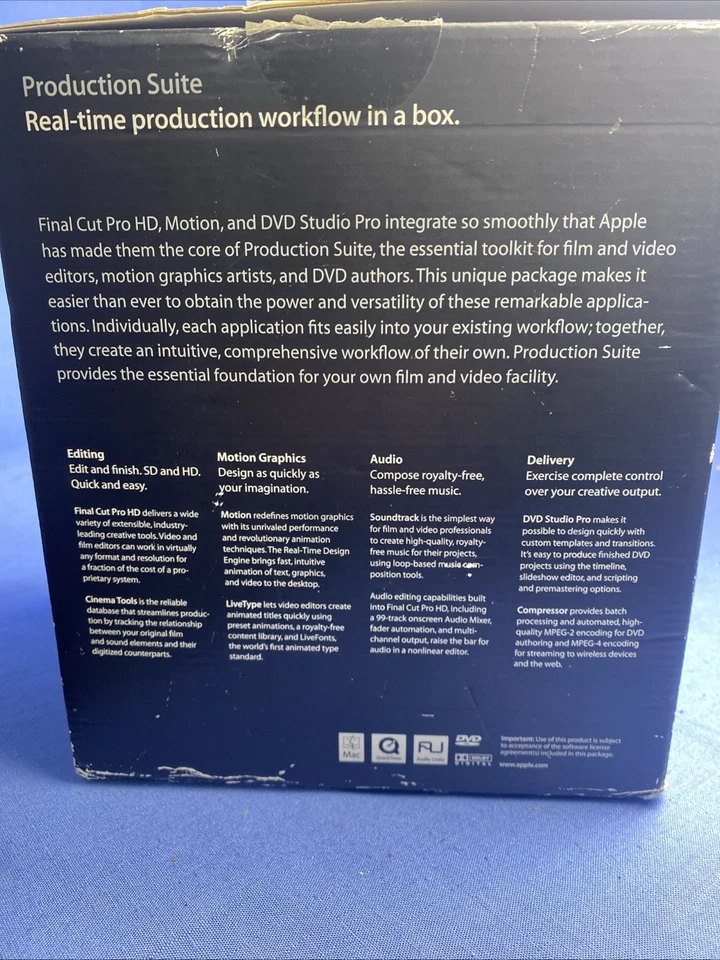 Production Suite
Real-time production workflow in a box.
Final Cut Pro HD, Motion, and DVD Studio Pro integrate so smoothly that Apple
has made them the core of Production Suite, the essential toolkit for film and video
editors, motion graphics artists, and DVD authors. This unique package makes it
easier than ever to obtain the power and versatility of these remarkable applica-
tions. Individually, each application fits easily into your existing workflow; together,
they create an intuitive, comprehensive workflow of their own. Production Suite
provides the essential foundation for your own film and video facility.
Editing
Edit and finish. SD and HD.
Quick and easy.
Final Cut Pro HD delivers a wide
variety of extensible, industry-
leading creative tools. Video and
film editors can work in virtually
any format and resolution for
a fraction of the cost of a pro-
prietary system.
Cinema Tools is the reliable
database that streamlines produc-
tion by tracking the relationship
between your original film
and sound elements and their
digitized counterparts.
Motion Graphics
Design as quickly as
your imagination.
Motion redefines motion graphics
with its unrivaled performance
and revolutionary animation
techniques. The Real-Time Design
Engine brings fast, intuitive
animation of text, graphics,
and video to the desktop.
LiveType lets video editors create
animated titles quickly using
preset animations, a royalty-free
content library, and LiveFonts,
the world's first animated type
standard.
Audio
Compose royalty-free,
hassle-free music.
Soundtrack is the simplest way
for film and video professionals
to create high-quality, royalty-
free music for their projects,
using loop-based music com-
position tools.
Audio editing capabilities built
into Final Cut Pro HD, including
a 99-track onscreen Audio Mixer,
fader automation, and multi-
channel output, raise the bar for
audio in a nonlinear editor.
Delivery
Exercise complete control
over your creative output.
DVD Studio Pro makes it
possible to design quickly with
custom templates and transitions.
It's easy to produce finished DVD
projects using the timeline,
slideshow editor, and scripting
and premastering options.
Compressor provides batch
processing and automated, high-
quality MPEG-2 encoding for DVD
authoring and MPEG-4 encoding
for streaming to wireless devices
and the web.
Mac
QuickTime
AU
Audio Units
DVD
DOLBY
DIGITAL
Important: Use of this product is subject
to acceptance of the software license
agreement(s) included in this package.
www.apple.com